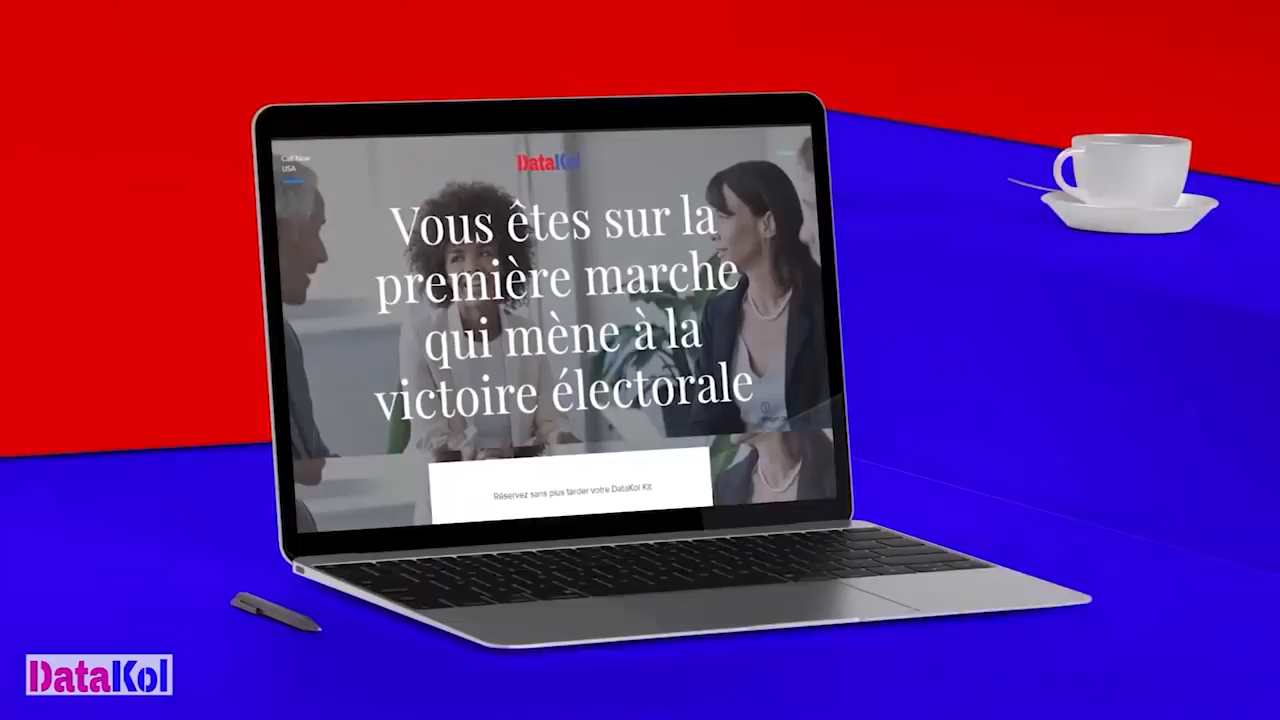 Call Now
USA
DataKol
Vous êtes sur la
première marche
qui mène à la
victoire électorale
Réservez sans plus tarder votre DataKol Kit
DataKol